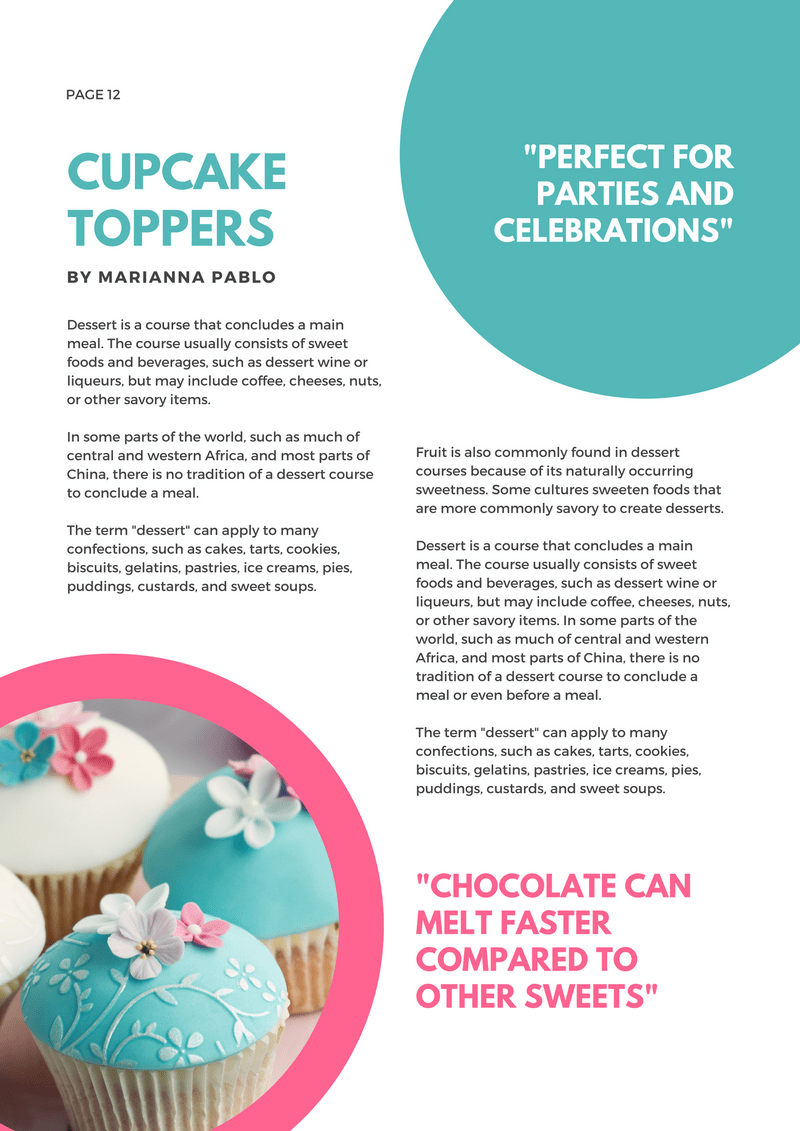 PAGE 12
CUPCAKE
TOPPERS
BY MARIANNA PABLO
Dessert is a course that concludes a main
meal. The course usually consists of sweet
foods and beverages, such as dessert wine or
liqueurs, but may include coffee, cheeses, nuts,
or other savory items.
In some parts of the world, such as much of
central and western Africa, and most parts of
China, there is no tradition of a dessert course
to conclude a meal.
The term "dessert" can apply to many
confections, such as cakes, tarts, cookies,
biscuits, gelatins, pastries, ice creams, pies,
puddings, custards, and sweet soups.
"PERFECT FOR
PARTIES AND
CELEBRATIONS"
Fruit is also commonly found in dessert
courses because of its naturally occurring
sweetness. Some cultures sweeten foods that
are more commonly savory to create desserts.
Dessert is a course that concludes a main
meal. The course usually consists of sweet
foods and beverages, such as dessert wine or
liqueurs, but may include coffee, cheeses, nuts,
or other savory items. In some parts of the
world, such as much of central and western
Africa, and most parts of China, there is no
tradition of a dessert course to conclude a
meal or even before a meal.
The term "dessert" can apply to many
confections, such as cakes, tarts, cookies,
biscuits, gelatins, pastries, ice creams, pies,
puddings, custards, and sweet soups.
"CHOCOLATE CAN
MELT FASTER
COMPARED TO
OTHER SWEETS"